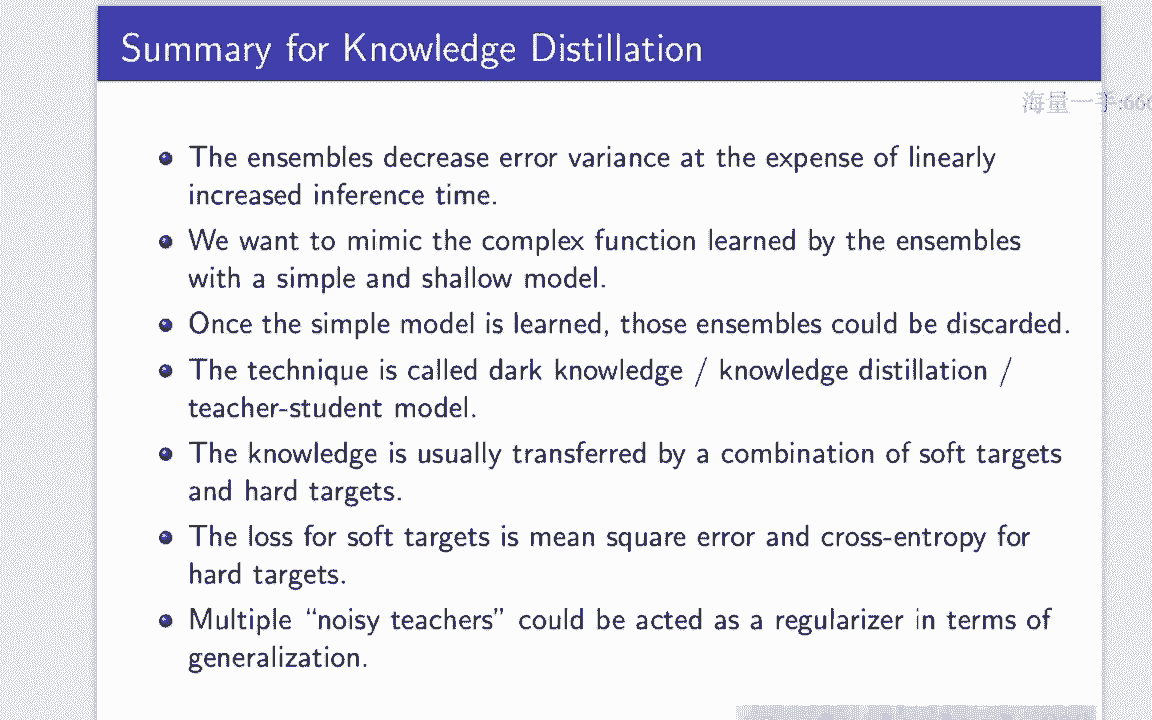 Summary for Knowledge Distillation
海量一手:666
The ensembles decrease error variance at the expense of linearly
increased inference time.
We want to mimic the complex function learned by the ensembles
with a simple and shallow model.
Once the simple model is learned, those ensembles could be discarded.
The technique is called dark knowledge / knowledge distillation /
teacher-student model.
The knowledge is usually transferred by a combination of soft targets
and hard targets.
The loss for soft targets is mean square error and cross-entropy for
hard targets.
Multiple “noisy teachers” could be acted as a regularizer in terms of
generalization.